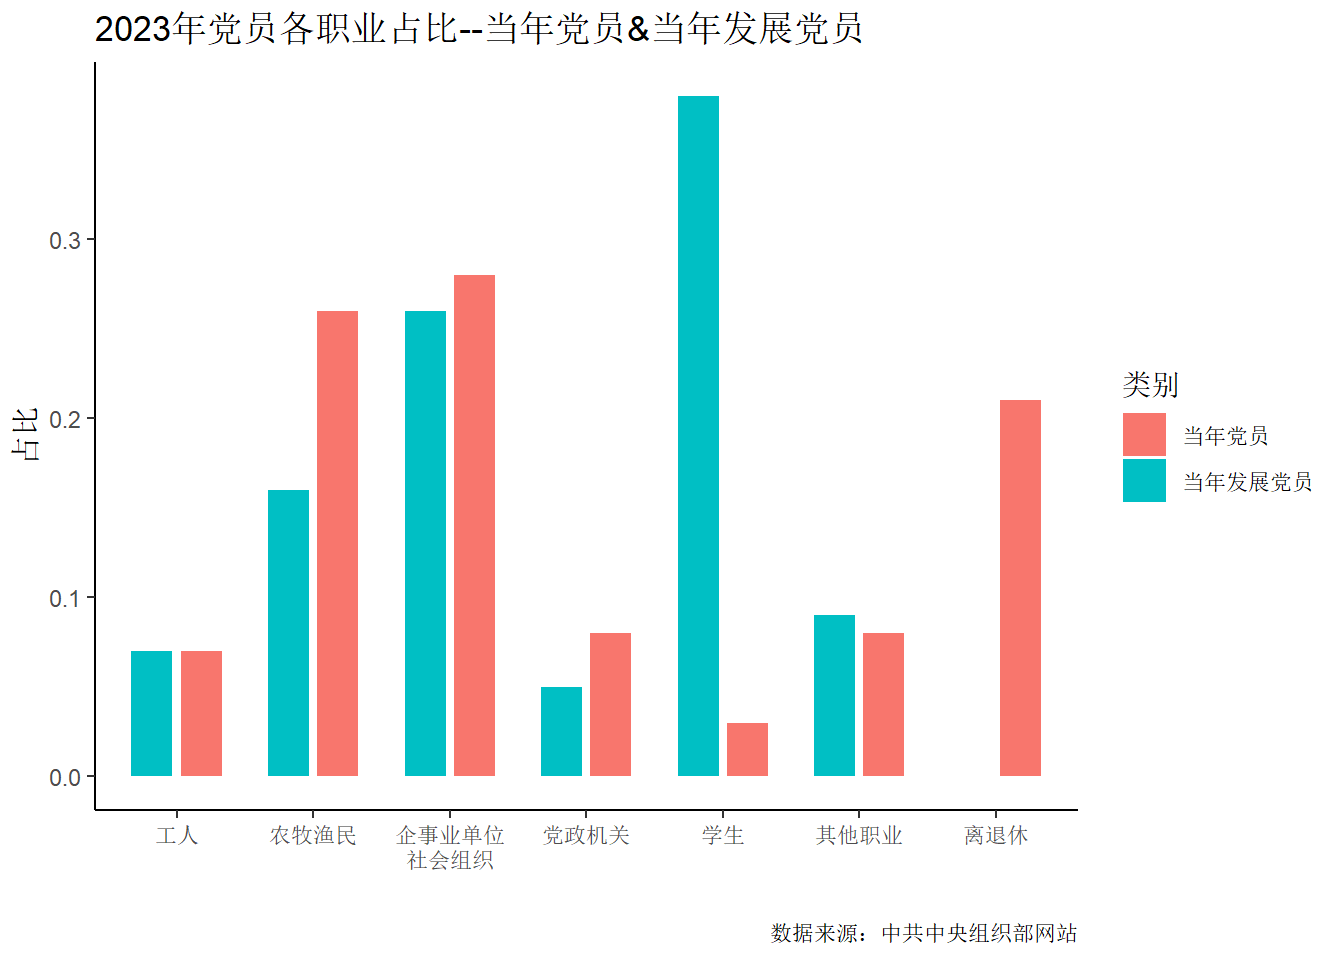 2023年党员各职业占比--当年党员&当年发展党员
占比
0.3
0.2
0.1
0.0
工人
农牧渔民
企事业单位
社会组织
党政机关
学生
其他职业
离退休
类别
当年党员
当年发展党员
数据来源：中共中央组织部网站